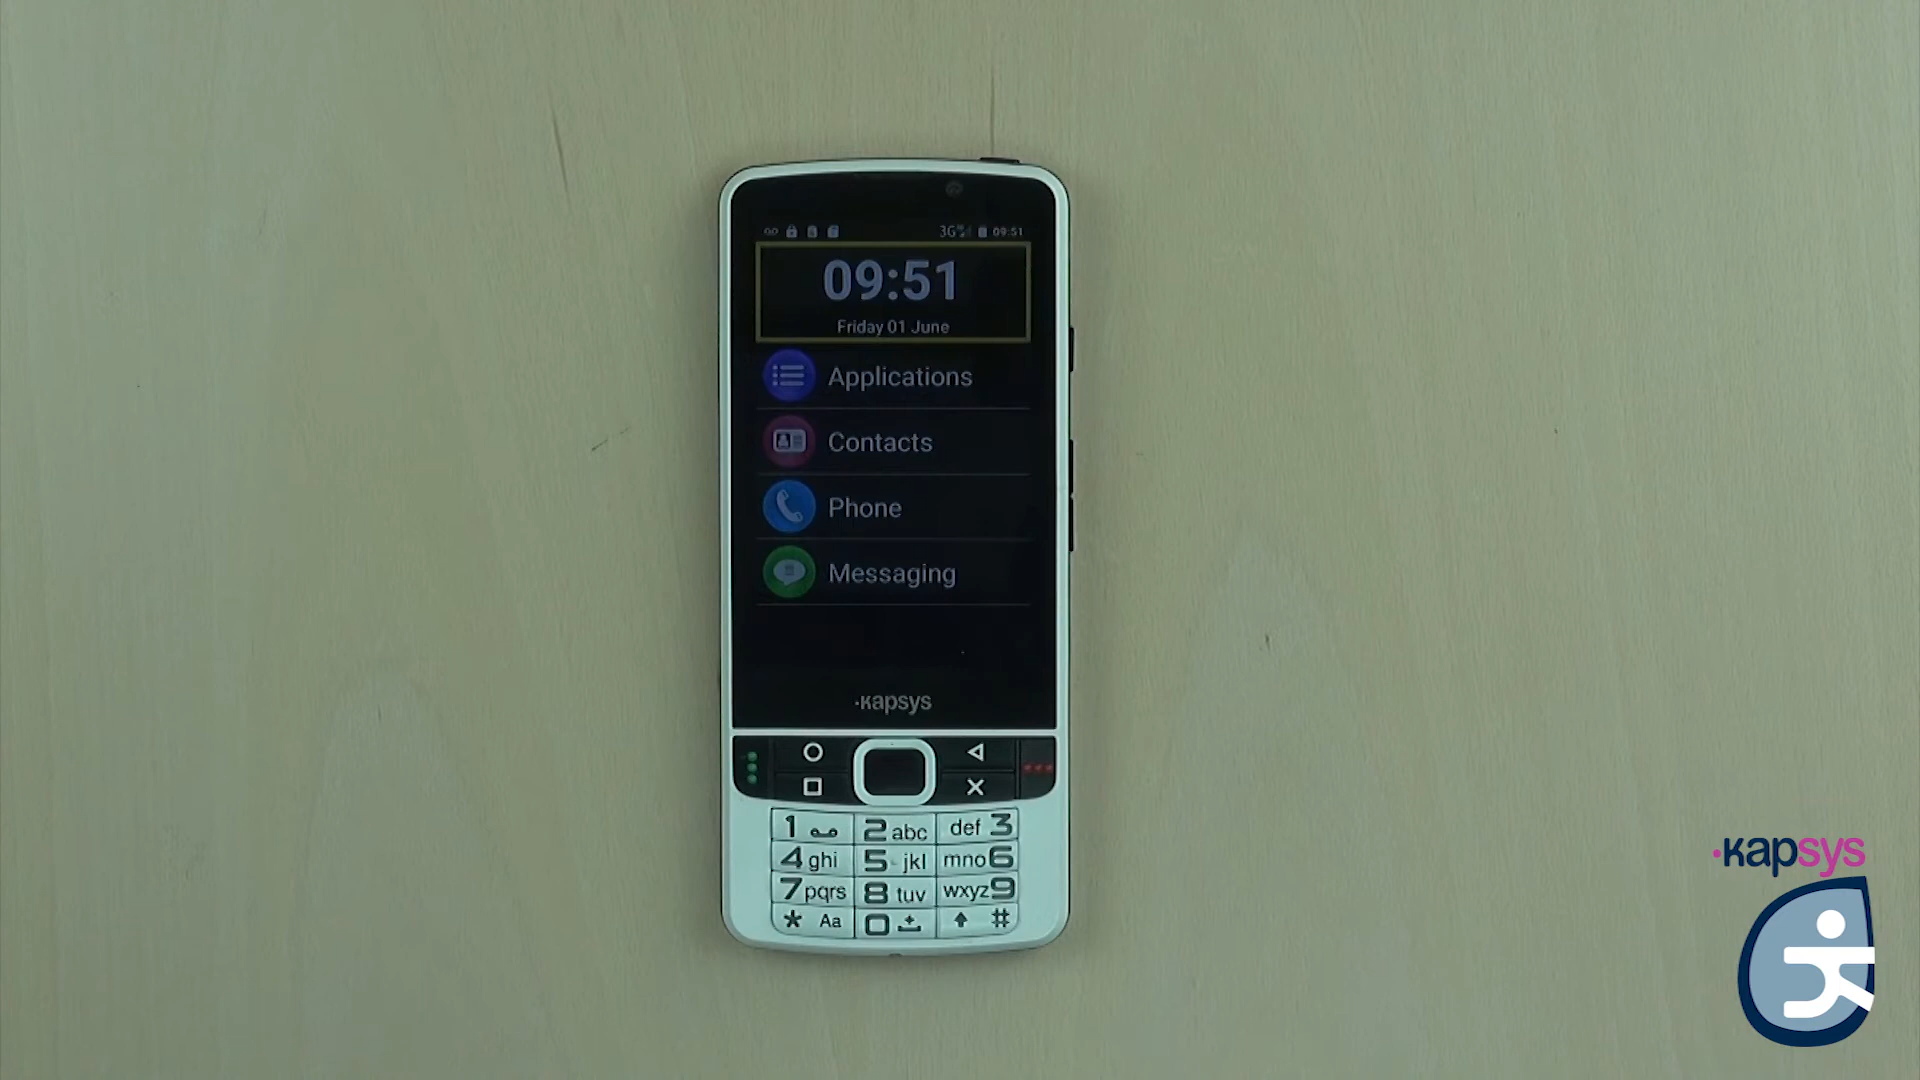 3G 09:51
09:51
Friday 01 June
Applications
Contacts
Phone
Messaging
·kapsys
1 2 abc def 3
4 ghi 5 jkl mno 6
7 pqrs 8 tuv wxyz 9
* Aa 0 #
·kapsys